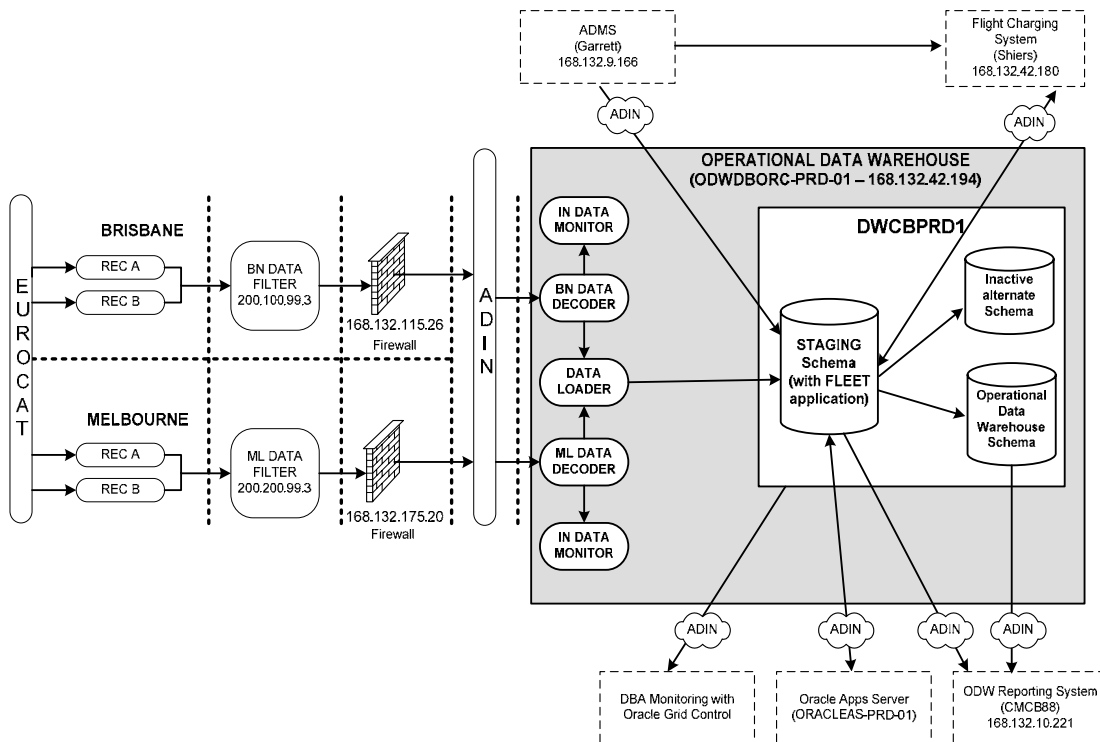 ADMS
(Garrett)
168.132.9.166
Flight Charging
System
(Shiers)
168.132.42.180
ADIN
ADIN
OPERATIONAL DATA WAREHOUSE
(ODWDBORC-PRD-01 – 168.132.42.194)
EUROCAT
BRISBANE
REC A
REC B
BN DATA
FILTER
200.100.99.3
168.132.115.26
Firewall
MELBOURNE
REC A
REC B
ML DATA
FILTER
200.200.99.3
168.132.175.20
Firewall
ADIN
IN DATA
MONITOR
BN DATA
DECODER
DATA
LOADER
ML DATA
DECODER
IN DATA
MONITOR
DWCBPRD1
STAGING
Schema
(with FLEET
application)
Inactive
alternate
Schema
Operational
Data
Warehouse
Schema
ADIN
ADIN
ADIN
ADIN
DBA Monitoring with
Oracle Grid Control
Oracle Apps Server
(ORACLEAS-PRD-01)
ODW Reporting System
(CMCB88)
168.132.10.221